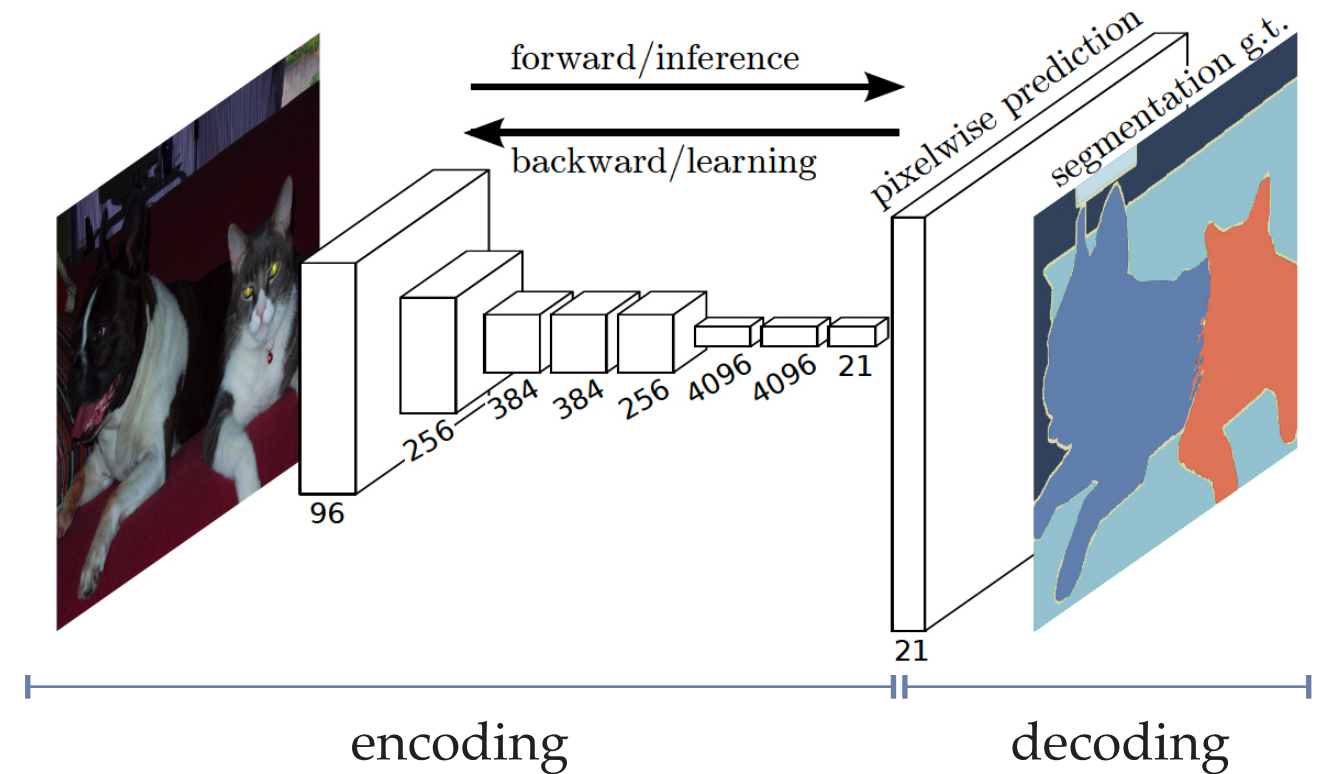 forward/inference
backward/learning
pixelwise prediction
segmentation g.t.
96
256
384
384
256
4096
4096
21
21
encoding
decoding